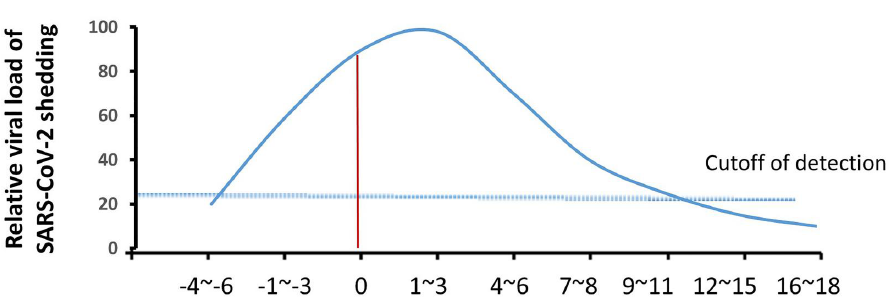 Relative viral load of
SARS-CoV-2 shedding
100
80
60
40
20
0
Cutoff of detection
-4~-6 -1~-3 0 1~3 4~6 7~8 9~11 12~15 16~18